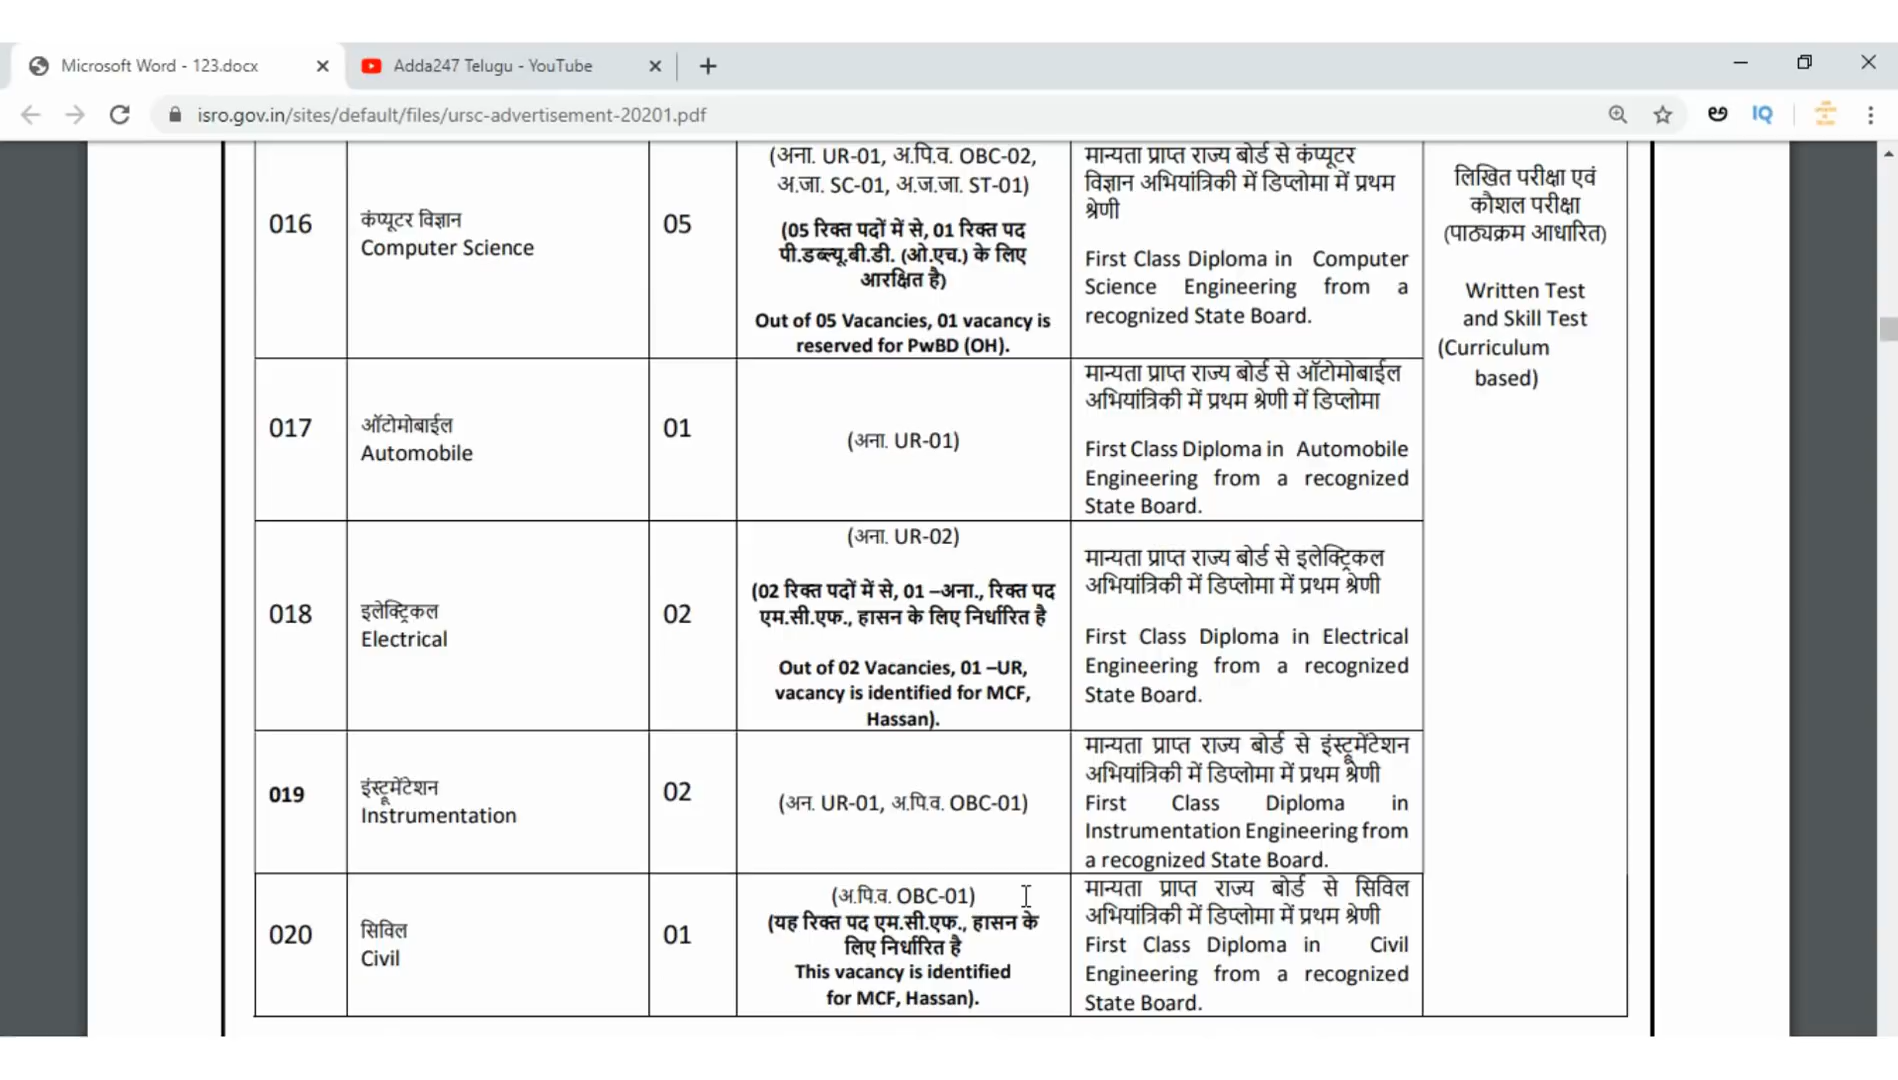 Microsoft Word - 123.docx
Adda247 Telugu - YouTube
isro.gov.in/sites/default/files/ursc-advertisement-20201.pdf
IQ
016
कंप्यूटर विज्ञान
Computer Science
05
(अना. UR-01, अ.पि.व. OBC-02,
अ.जा. SC-01, अ.ज.जा. ST-01)
(05 रिक्त पदों में से, 01 रिक्त पद
पी.डब्ल्यू.बी.डी. (ओ.एच.) के लिए
आरक्षित है)
Out of 05 Vacancies, 01 vacancy is
reserved for PwBD (OH).
मान्यता प्राप्त राज्य बोर्ड से कंप्यूटर
विज्ञान अभियांत्रिकी में डिप्लोमा में प्रथम
श्रेणी
First Class Diploma in Computer
Science Engineering from a
recognized State Board.
लिखित परीक्षा एवं
कौशल परीक्षा
(पाठ्यक्रम आधारित)
Written Test
and Skill Test
(Curriculum
based)
017
ऑटोमोबाईल
Automobile
01
(अना. UR-01)
मान्यता प्राप्त राज्य बोर्ड से ऑटोमोबाईल
अभियांत्रिकी में प्रथम श्रेणी में डिप्लोमा
First Class Diploma in Automobile
Engineering from a recognized
State Board.
018
इलेक्ट्रिकल
Electrical
02
(अना. UR-02)
(02 रिक्त पदों में से, 01 –अना., रिक्त पद
एम.सी.एफ., हासन के लिए निर्धारित है
Out of 02 Vacancies, 01 –UR,
vacancy is identified for MCF,
Hassan).
मान्यता प्राप्त राज्य बोर्ड से इलेक्ट्रिकल
अभियांत्रिकी में डिप्लोमा में प्रथम श्रेणी
First Class Diploma in Electrical
Engineering from a recognized
State Board.
019
इंस्ट्रूमेंटेशन
Instrumentation
02
(अन. UR-01, अ.पि.व. OBC-01)
मान्यता प्राप्त राज्य बोर्ड से इंस्ट्रूमेंटेशन
अभियांत्रिकी में डिप्लोमा में प्रथम श्रेणी
First Class Diploma in
Instrumentation Engineering from
a recognized State Board.
020
सिविल
Civil
01
(अ.पि.व. OBC-01)
(यह रिक्त पद एम.सी.एफ., हासन के
लिए निर्धारित है
This vacancy is identified
for MCF, Hassan).
मान्यता प्राप्त राज्य बोर्ड से सिविल
अभियांत्रिकी में डिप्लोमा में प्रथम श्रेणी
First Class Diploma in Civil
Engineering from a recognized
State Board.